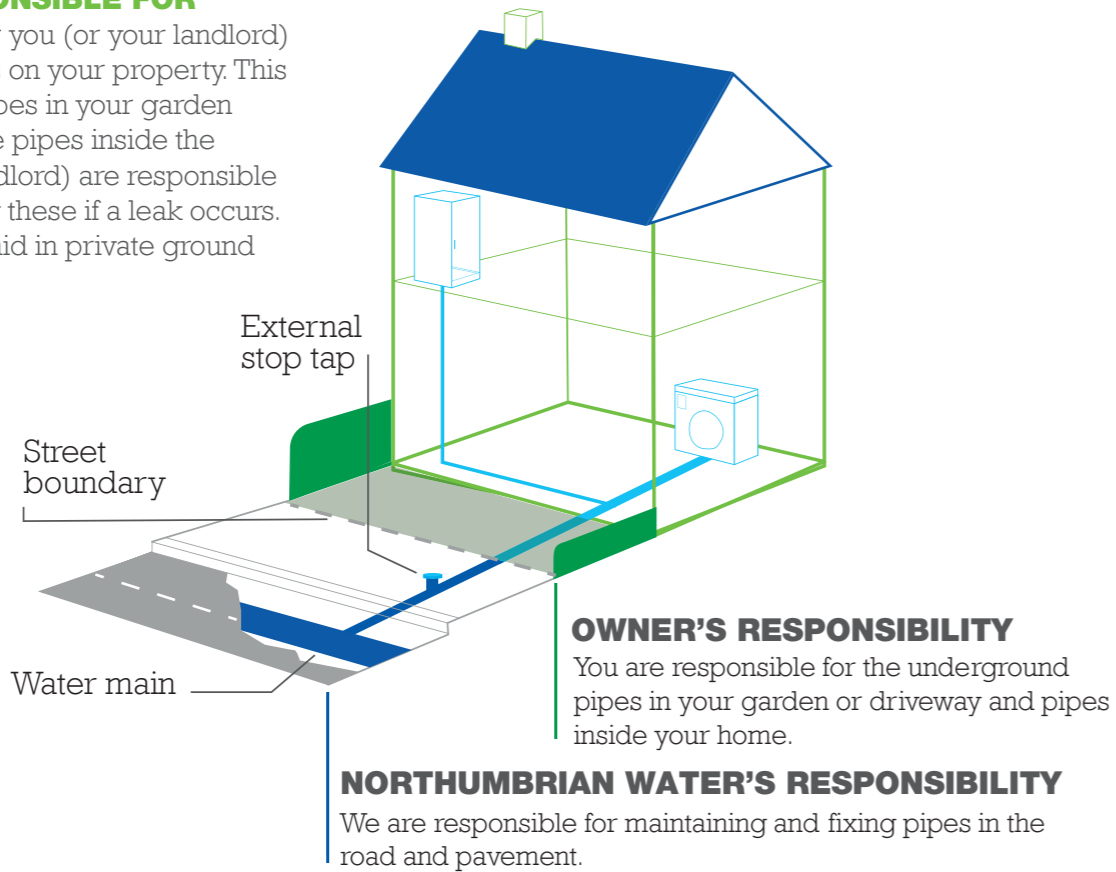 ONSIBLE FOR
you (or your landlord)
on your property. This
pes in your garden
pipes inside the
dlord) are responsible
these if a leak occurs.
id in private ground
External
stop tap
Street
boundary
Water main
OWNER'S RESPONSIBILITY
You are responsible for the underground
pipes in your garden or driveway and pipes
inside your home.
NORTHUMBRIAN WATER'S RESPONSIBILITY
We are responsible for maintaining and fixing pipes in the
road and pavement.